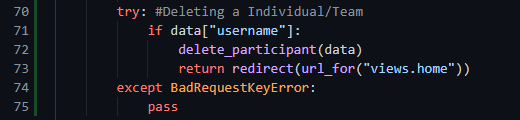 70 try: #Deleting a Individual/Team
71 if data["username"]:
72 delete_participant(data)
73 return redirect(url_for("views.home"))
74 except BadRequestKeyError:
75 pass